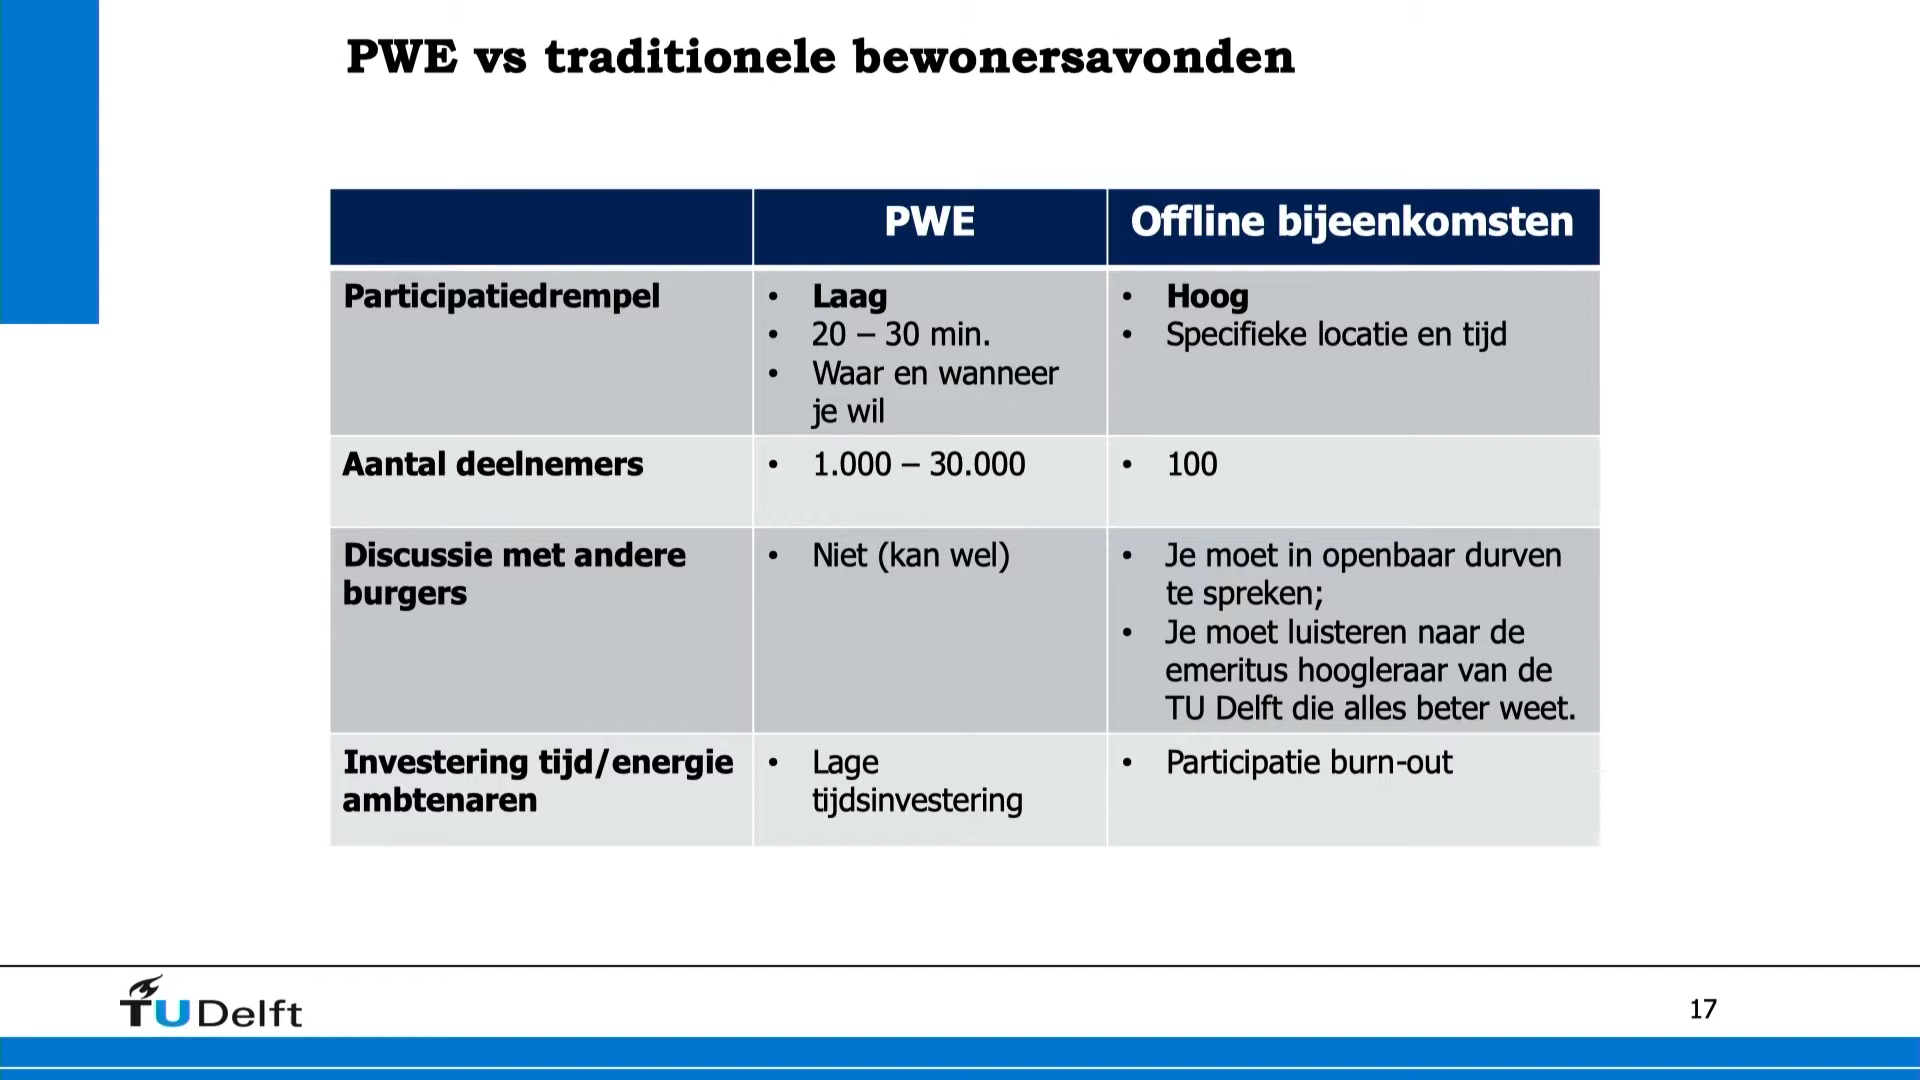 PWE vs traditionele bewonersavonden
PWE
Offline bijeenkomsten
Participatiedrempel
• Laag
• 20 – 30 min.
• Waar en wanneer
je wil
• Hoog
• Specifieke locatie en tijd
Aantal deelnemers
• 1.000 – 30.000
• 100
Discussie met andere
burgers
• Niet (kan wel)
• Je moet in openbaar durven
te spreken;
• Je moet luisteren naar de
emeritus hoogleraar van de
TU Delft die alles beter weet.
Investering tijd/energie
ambtenaren
• Lage
tijdsinvestering
• Participatie burn-out
TU Delft
17